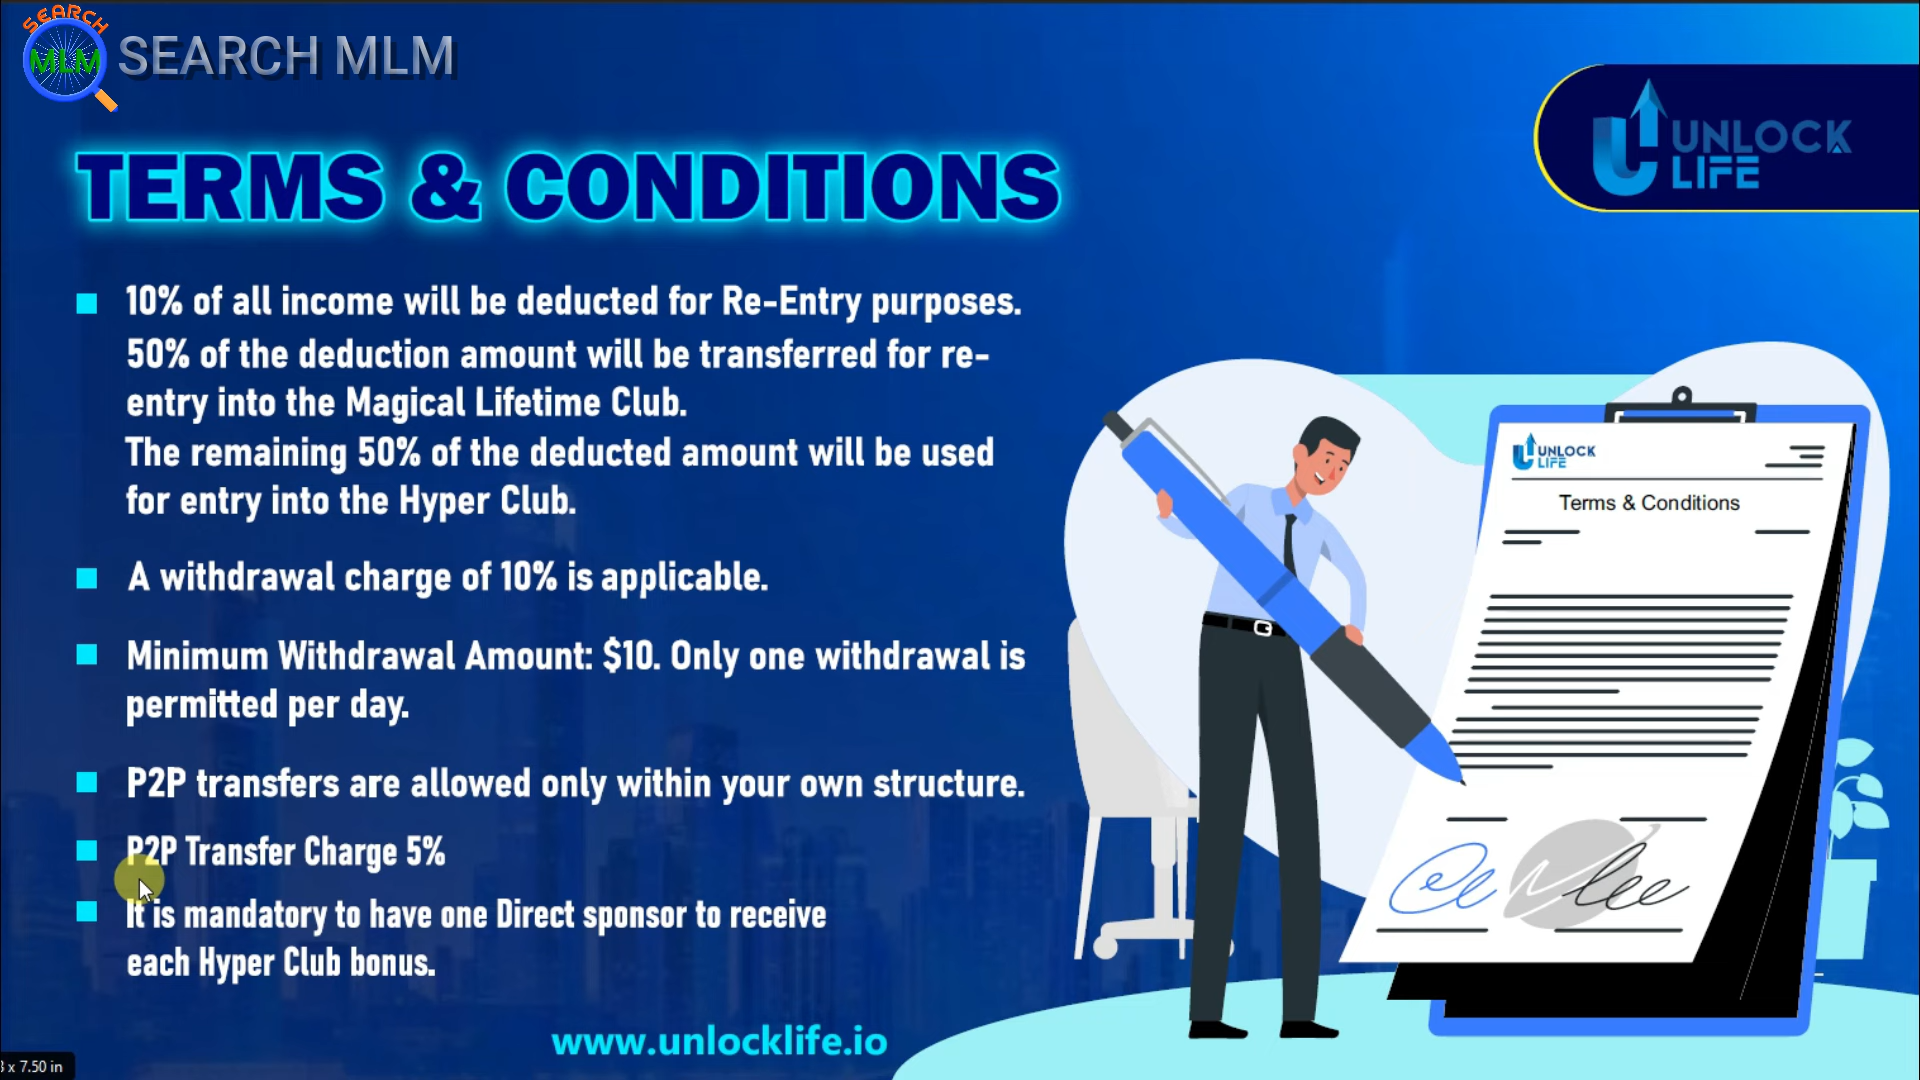 SEARCH
MLM
SEARCH MLM
UNLOCK
LIFE
TERMS & CONDITIONS
10% of all income will be deducted for Re-Entry purposes.
50% of the deduction amount will be transferred for re-
entry into the Magical Lifetime Club.
The remaining 50% of the deducted amount will be used
for entry into the Hyper Club.
A withdrawal charge of 10% is applicable.
Minimum Withdrawal Amount: $10. Only one withdrawal is
permitted per day.
P2P transfers are allowed only within your own structure.
P2P Transfer Charge 5%
It is mandatory to have one Direct sponsor to receive
each Hyper Club bonus.
UNLOCK
LIFE
Terms & Conditions
www.unlocklife.io
x 7.50 in